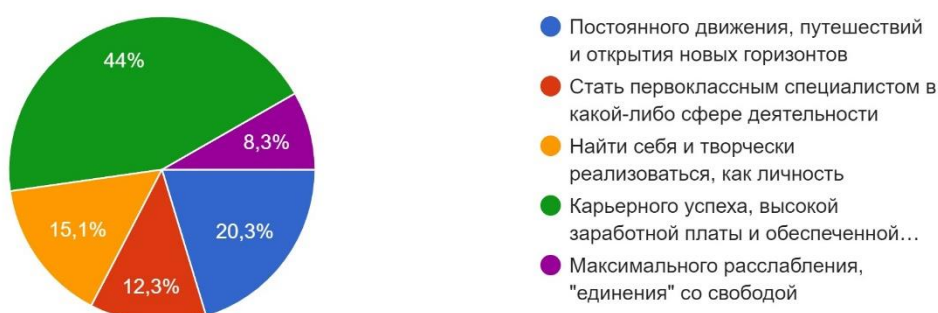 44%
8,3%
15,1%
20,3%
12,3%
Постоянного движения, путешествий
и открытия новых горизонтов
Стать первоклассным специалистом в
какой-либо сфере деятельности
Найти себя и творчески
реализоваться, как личность
Карьерного успеха, высокой
заработной платы и обеспеченной…
Максимального расслабления,
"единения" со свободой